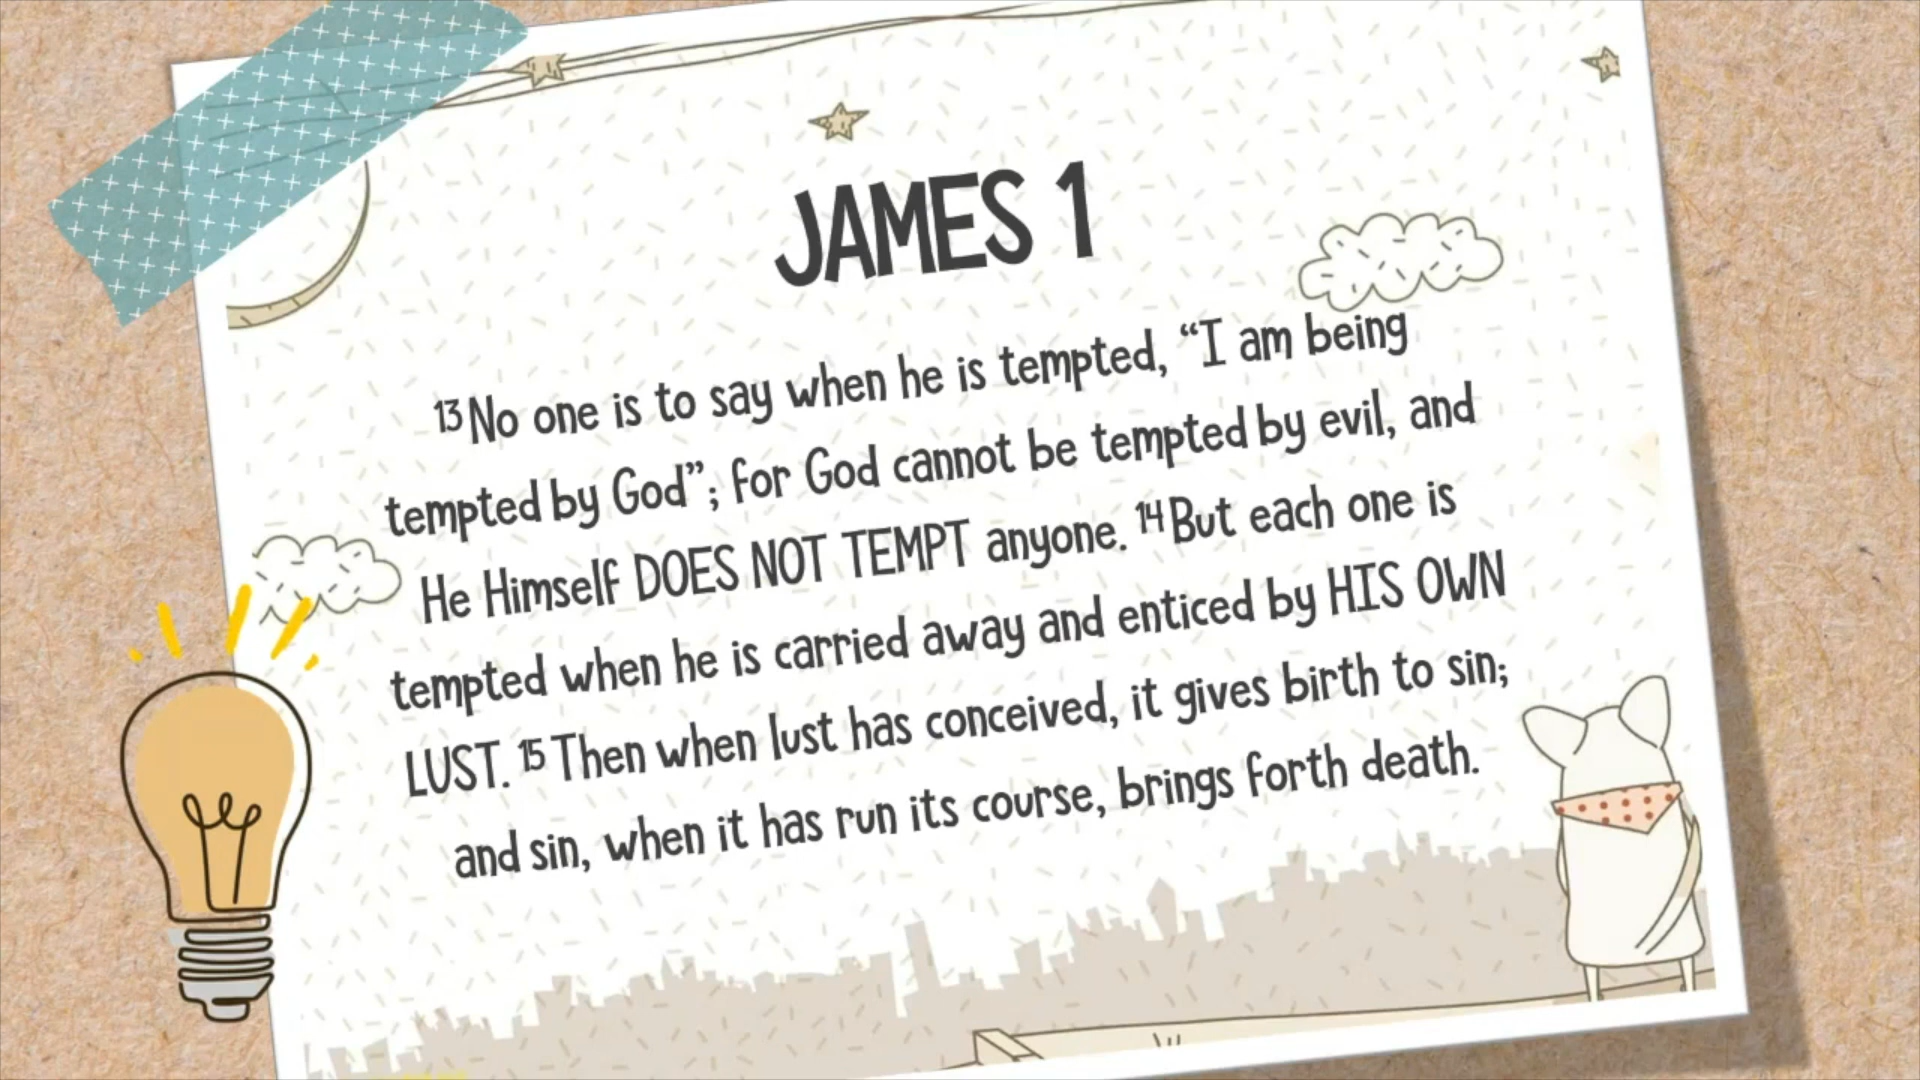 JAMES 1
13 No one is to say when he is tempted, “I am being
tempted by God”; for God cannot be tempted by evil, and
He Himself DOES NOT TEMPT anyone. 14 But each one is
tempted when he is carried away and enticed by HIS OWN
LUST. 15 Then when lust has conceived, it gives birth to sin;
and sin, when it has run its course, brings forth death.